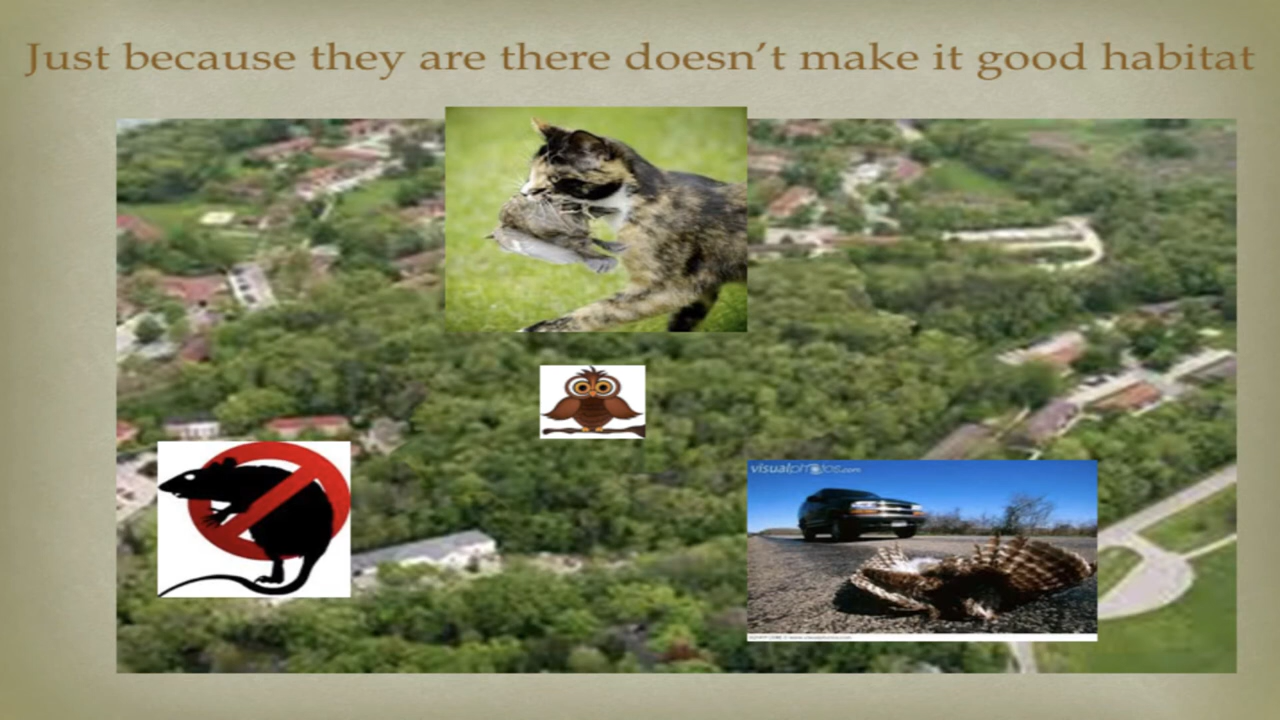 Just because they are there doesn't make it good habitat
visualphotos.com